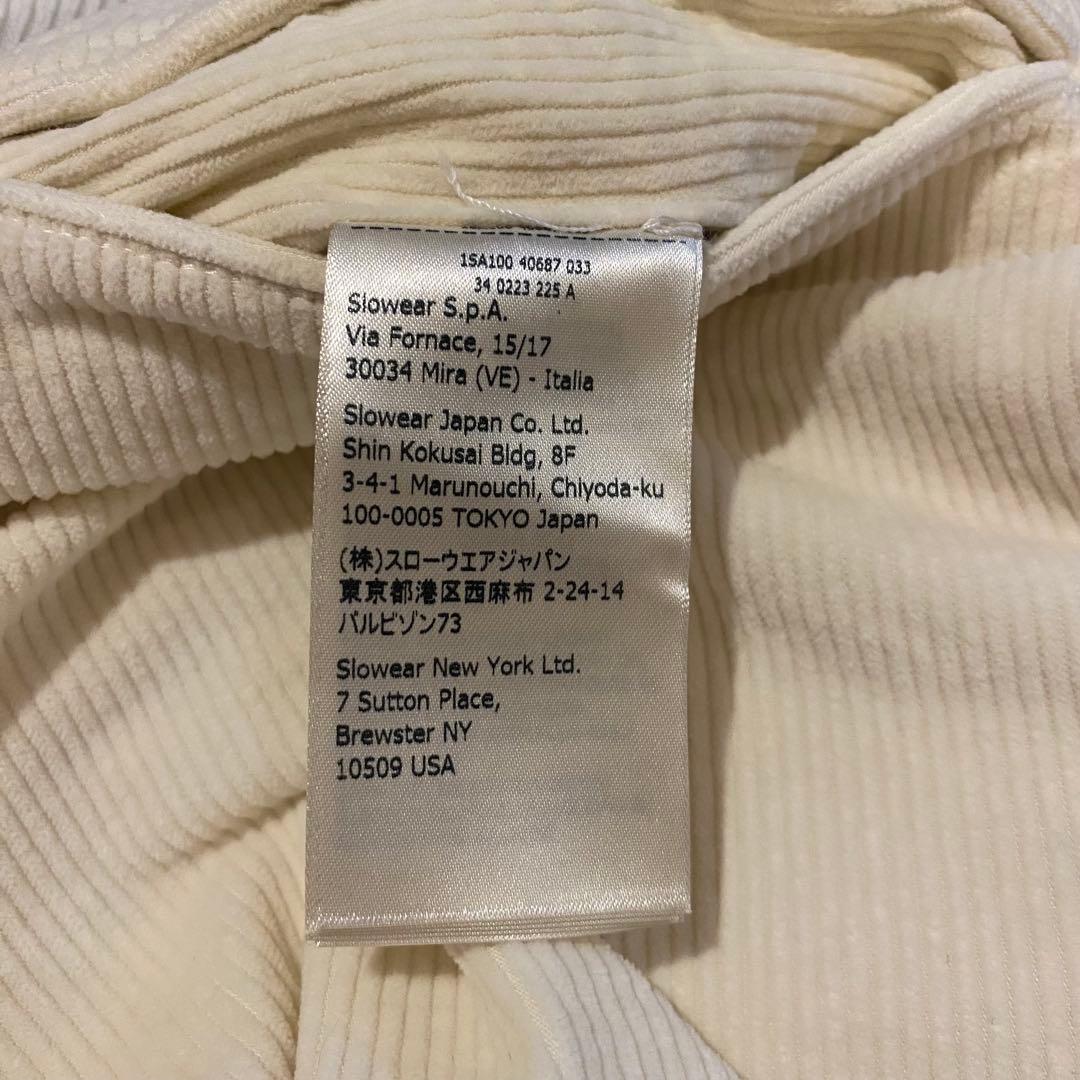 1SA100 40687 033
34 0223 225 A
Slowear S.p.A.
Via Fornace, 15/17
30034 Mira (VE) - Italia
Slowear Japan Co. Ltd.
Shin Kokusai Bldg, 8F
3-4-1 Marunouchi, Chiyoda-ku
100-0005 TOKYO Japan
(株)スローウエアジャパン
東京都港区西麻布 2-24-14
バルビゾン73
Slowear New York Ltd.
7 Sutton Place,
Brewster NY
10509 USA